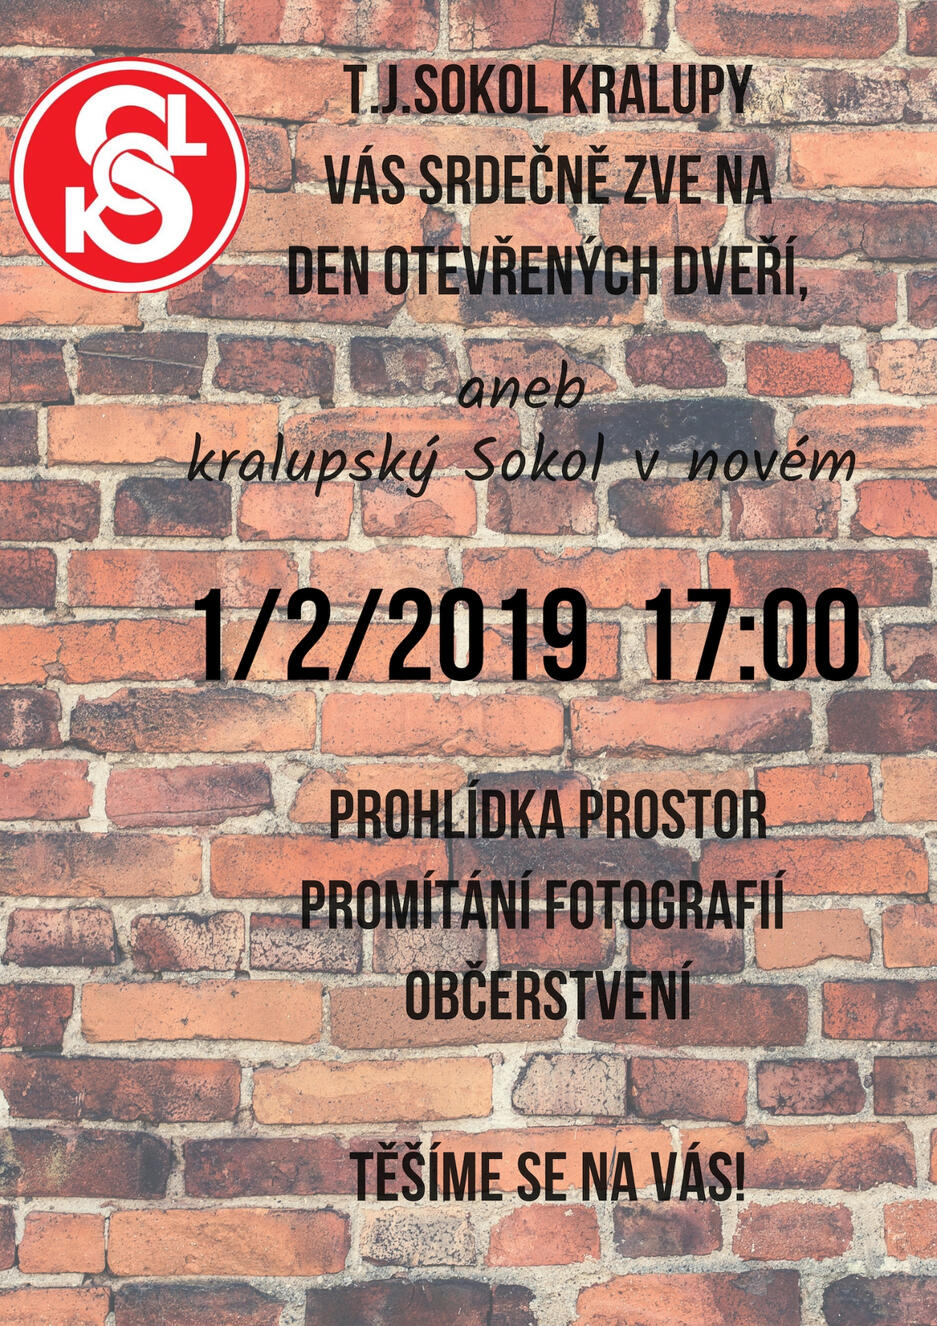 SOKOL
T.J.SOKOL KRALUPY
VÁS SRDEČNĚ ZVE NA
DEN OTEVŘENÝCH DVEŘÍ,
aneb
kralupský Sokol v novém
1/2/2019 17:00
PROHLÍDKA PROSTOR
PROMÍTÁNÍ FOTOGRAFIÍ
OBČERSTVENÍ
TĚŠÍME SE NA VÁS!